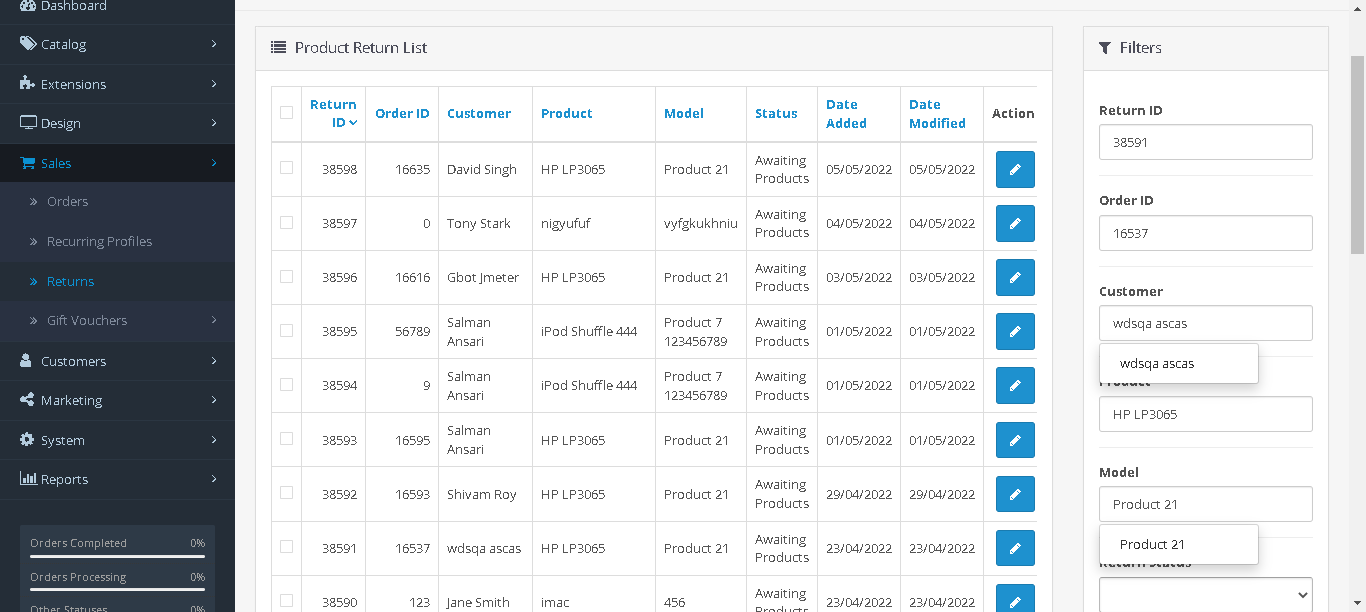 Dashboard
Catalog
Extensions
Design
Sales
Orders
Recurring Profiles
Returns
Gift Vouchers
Customers
Marketing
System
Reports
Orders Completed 0%
Orders Processing 0%
Other Statuses 0%
Product Return List
Return ID Order ID Customer Product Model Status Date Added Date Modified Action
38598 16635 David Singh HP LP3065 Product 21 Awaiting Products 05/05/2022 05/05/2022
38597 0 Tony Stark nigyufuf vyfgkukhniu Awaiting Products 04/05/2022 04/05/2022
38596 16616 Gbot Jmeter HP LP3065 Product 21 Awaiting Products 03/05/2022 03/05/2022
38595 56789 Salman Ansari iPod Shuffle 444 Product 7 123456789 Awaiting Products 01/05/2022 01/05/2022
38594 9 Salman Ansari iPod Shuffle 444 Product 7 123456789 Awaiting Products 01/05/2022 01/05/2022
38593 16595 Salman Ansari HP LP3065 Product 21 Awaiting Products 01/05/2022 01/05/2022
38592 16593 Shivam Roy HP LP3065 Product 21 Awaiting Products 29/04/2022 29/04/2022
38591 16537 wdsqa ascas HP LP3065 Product 21 Awaiting Products 23/04/2022 23/04/2022
38590 123 Jane Smith imac 456 Awaiting Products 23/04/2022 23/04/2022
Filters
Return ID
38591
Order ID
16537
Customer
wdsqa ascas
wdsqa ascas
Product
HP LP3065
Model
Product 21
Product 21
Return Status